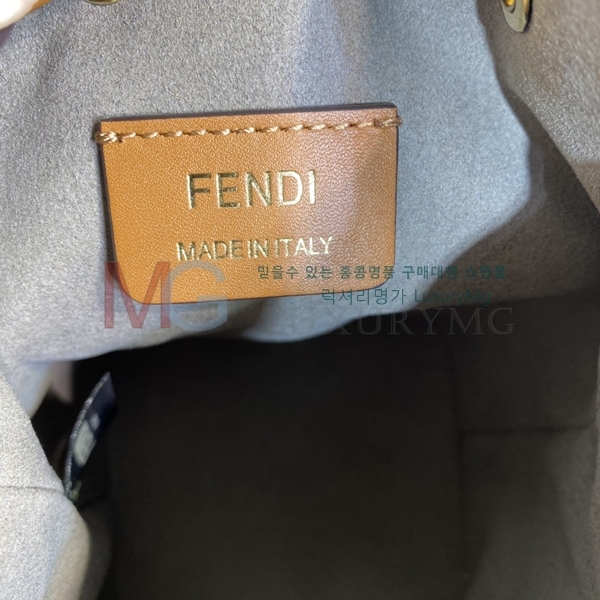 FENDI
MADE IN ITALY
믿을수 있는 홍콩명품 구매대행 쇼핑몰
MG 럭셔리명가
LUXURYMG